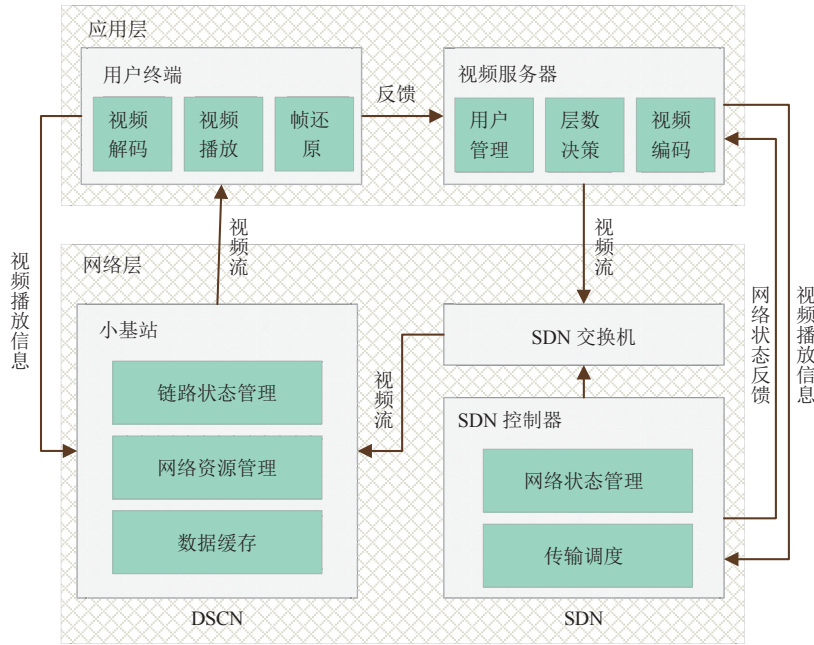 应用层
用户终端
视频
解码
视频
播放
帧还
原
反馈
视频服务器
用户
管理
层数
决策
视频
编码
视频流
视频流
视频播放信息
网络状态反馈
视频播放信息
网络层
小基站
链路状态管理
网络资源管理
数据缓存
视频流
SDN 交换机
SDN 控制器
网络状态管理
传输调度
DSCN
SDN